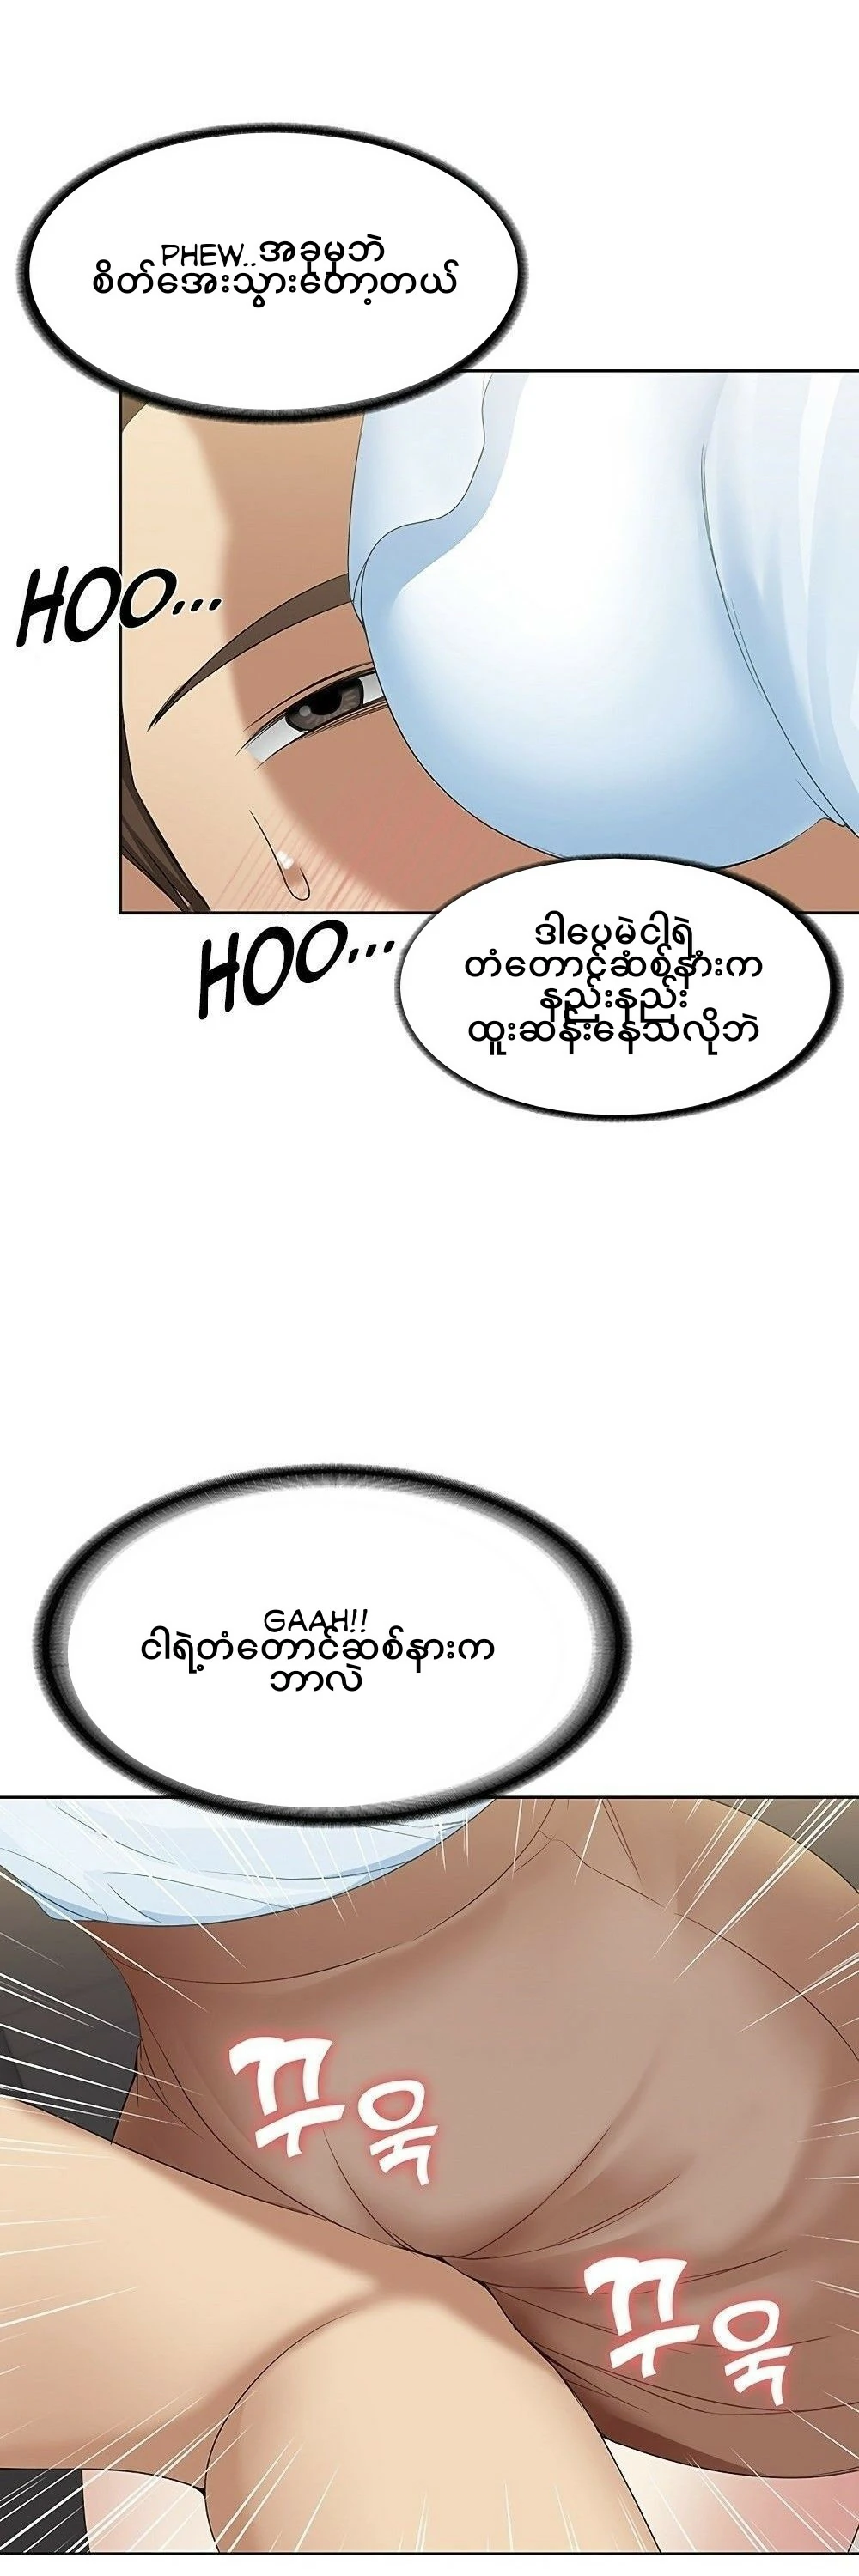 PHEW..အခုမှဘဲ
စိတ်အေးသွားတော့တယ်
HOO...
HOO...
ဒါပေမဲငါ့ရဲ့
တံတောင်ဆစ်နားက
နည်းနည်း
ထူးဆန်းနေသလိုဘဲ
GAAH!!
ငါရဲ့တံတောင်ဆစ်နားက
ဘာလဲ
꾸욱
꾸욱